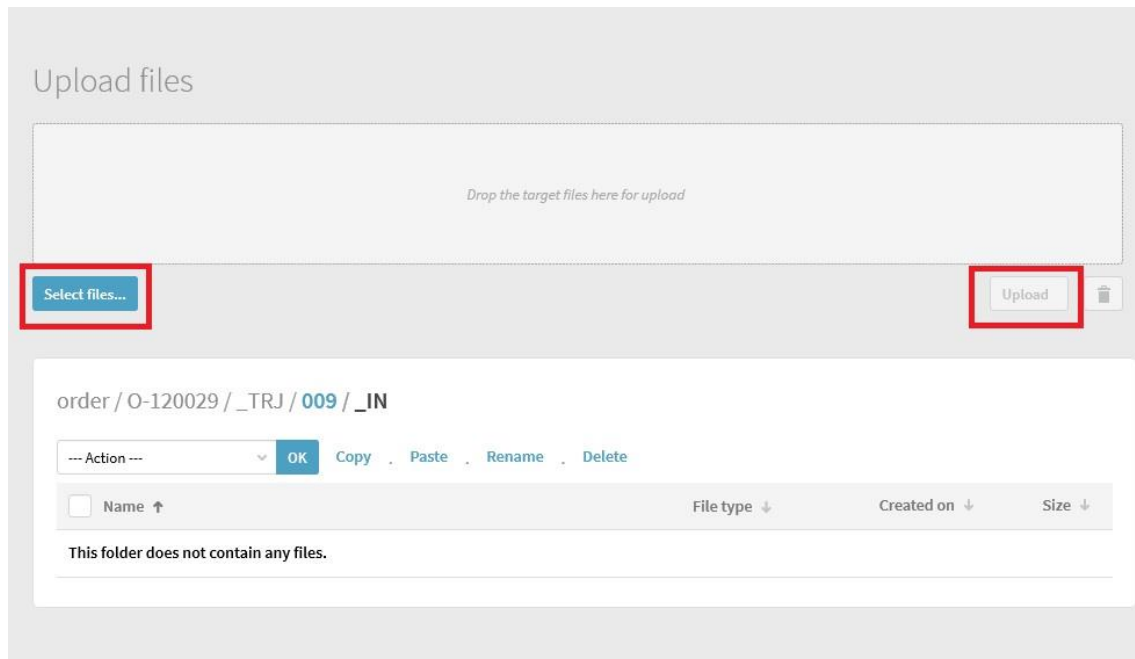 Upload files
Drop the target files here for upload
Select files...
Upload
order / O-120029 / _TRJ / 009 / _IN
--- Action --- OK Copy . Paste . Rename . Delete
Name ↑ File type ↓ Created on ↓ Size ↓
This folder does not contain any files.